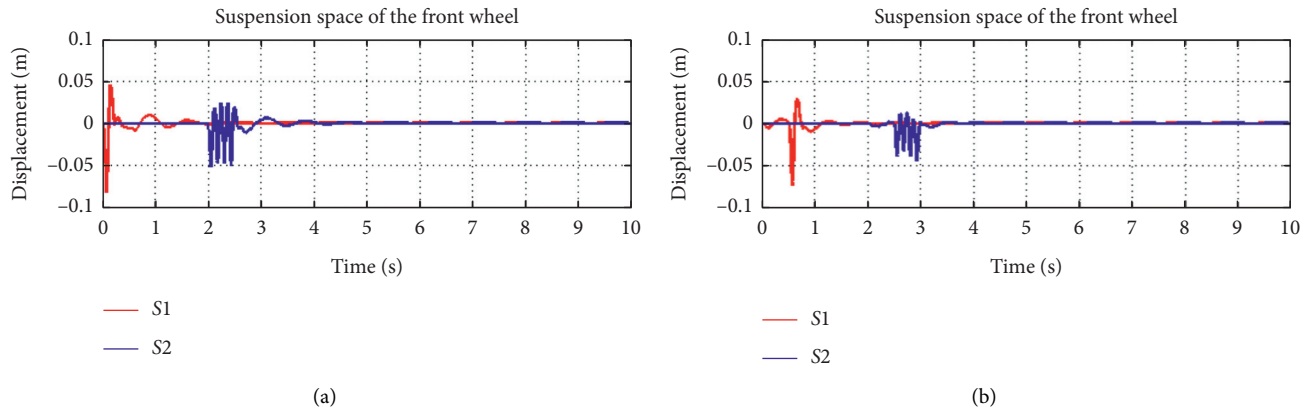 Suspension space of the front wheel
0.1
0.05
0
−0.05
−0.1
Displacement (m)
0 1 2 3 4 5 6 7 8 9 10
Time (s)
S1
S2
(a)
Suspension space of the front wheel
0.1
0.05
0
−0.05
−0.1
Displacement (m)
0 1 2 3 4 5 6 7 8 9 10
Time (s)
S1
S2
(b)